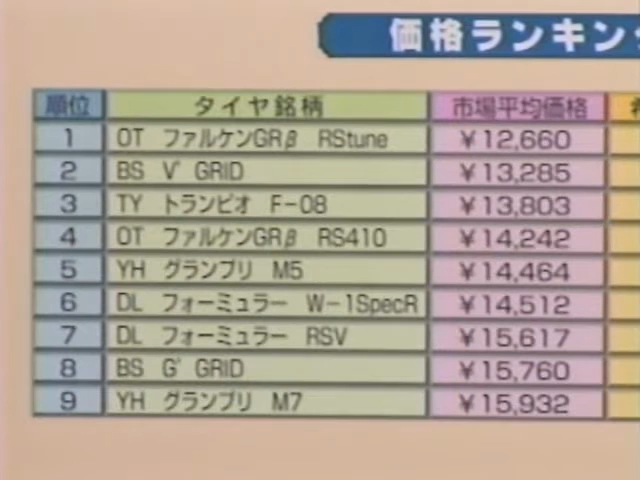 価格ランキン
順位 タイヤ銘柄 市場平均価格
1 OT ファルケンGRβ RStune ¥12,660
2 BS V' GRID ¥13,285
3 TY トランピオ F-08 ¥13,803
4 OT ファルケンGRβ RS410 ¥14,242
5 YH グランプリ M5 ¥14,464
6 DL フォーミュラー W-1SpecR ¥14,512
7 DL フォーミュラー RSV ¥15,617
8 BS G' GRID ¥15,760
9 YH グランプリ M7 ¥15,932